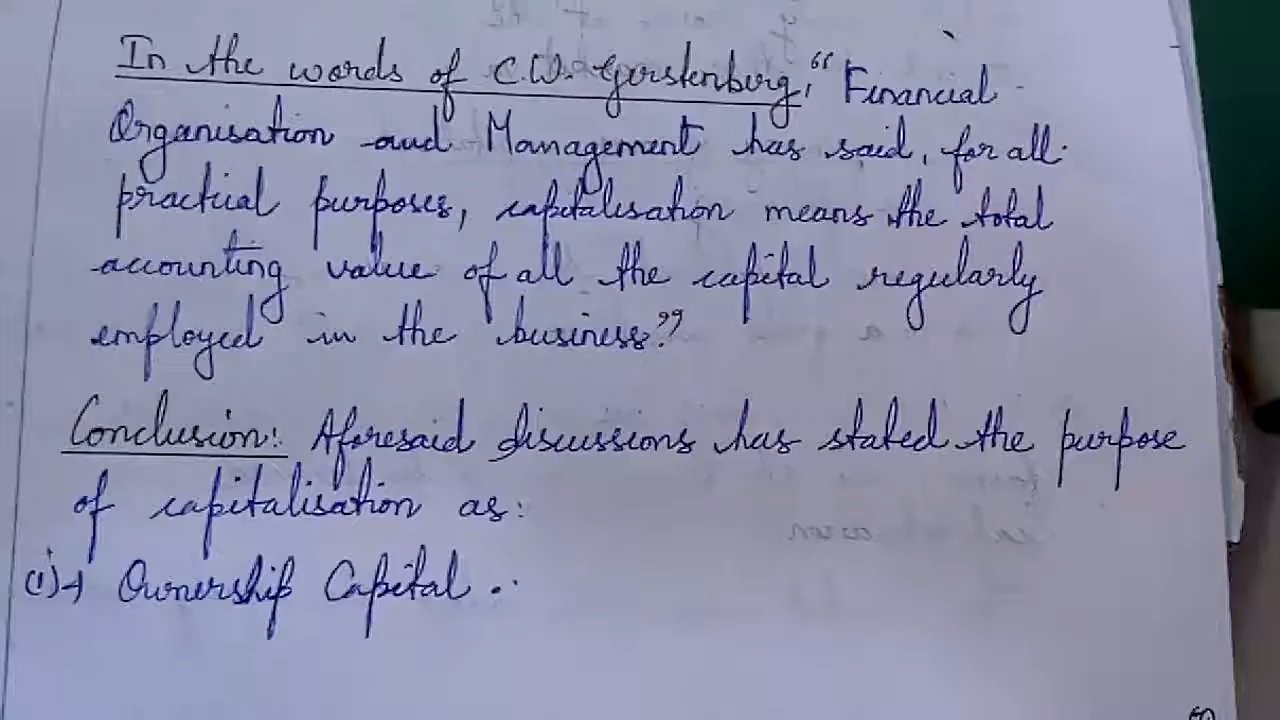 In the words of C.W. Gerstenberg, "Financial
Organisation and Management has said, for all
practical purposes, capitalisation means the total
accounting value of all the capital regularly
employed in the business."
Conclusion: Aforesaid discussions has stated the purpose
of capitalisation as:
(i)→ Ownership Capital.